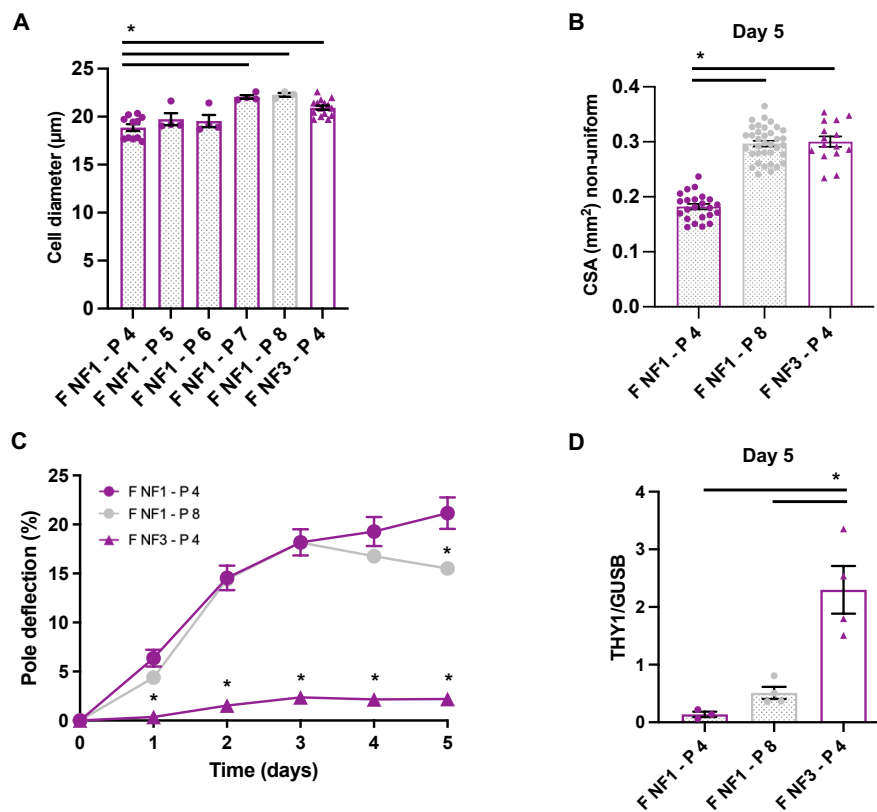 A
*
Cell diameter (µm)
25
20
15
10
5
0
F NF1 - P 4
F NF1 - P 5
F NF1 - P 6
F NF1 - P 7
F NF1 - P 8
F NF3 - P 4
B
Day 5
*
CSA (mm²) non-uniform
0.4
0.3
0.2
0.1
0.0
F NF1 - P 4
F NF1 - P 8
F NF3 - P 4
C
Pole deflection (%)
25
20
15
10
5
0
F NF1 - P 4
F NF1 - P 8
F NF3 - P 4
*
* * * * *
0 1 2 3 4 5
Time (days)
D
Day 5
*
THY1/GUSB
4
3
2
1
0
F NF1 - P 4
F NF1 - P 8
F NF3 - P 4